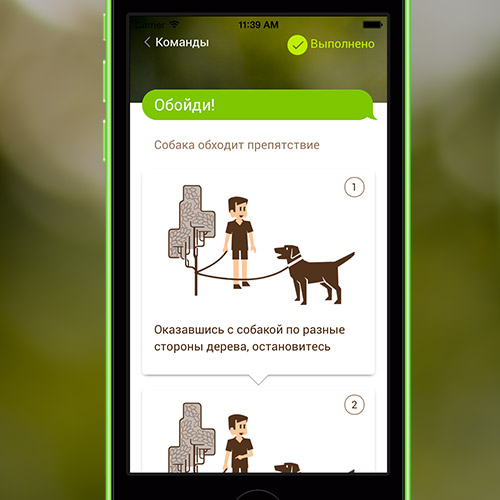 Carrier 11:39 AM
Команды
Выполнено
Обойди!
Собака обходит препятствие
1
Оказавшись с собакой по разные
стороны дерева, остановитесь
2